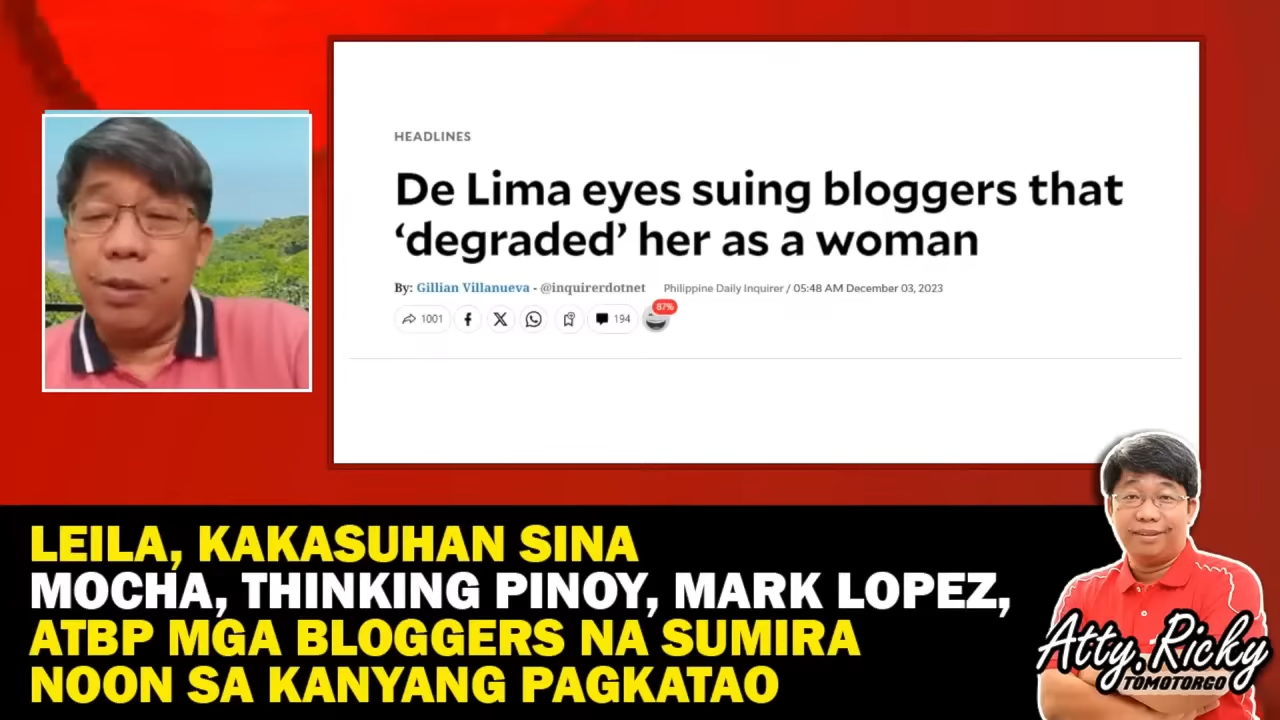 HEADLINES
De Lima eyes suing bloggers that
‘degraded’ her as a woman
By: Gillian Villanueva - @inquirerdotnet Philippine Daily Inquirer / 05:48 AM December 03, 2023
1001 194 87%
LEILA, KAKASUHAN SINA
MOCHA, THINKING PINOY, MARK LOPEZ,
ATBP MGA BLOGGERS NA SUMIRA
NOON SA KANYANG PAGKATAO
Atty. Ricky
TOMOTORGO